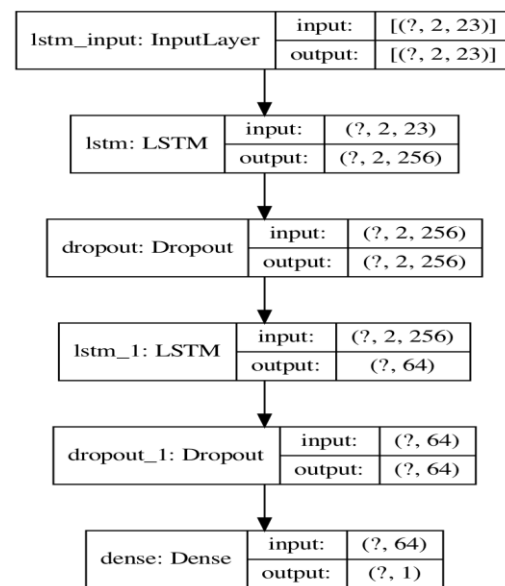 lstm_input: InputLayer
input: [(?, 2, 23)]
output: [(?, 2, 23)]
lstm: LSTM
input: (?, 2, 23)
output: (?, 2, 256)
dropout: Dropout
input: (?, 2, 256)
output: (?, 2, 256)
lstm_1: LSTM
input: (?, 2, 256)
output: (?, 64)
dropout_1: Dropout
input: (?, 64)
output: (?, 64)
dense: Dense
input: (?, 64)
output: (?, 1)